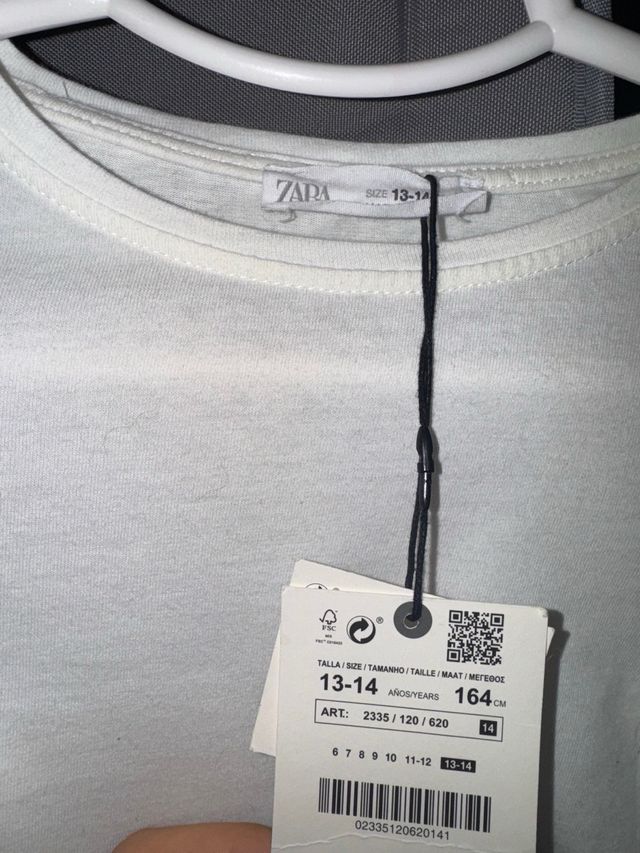 ZARA SIZE 13-14
FSC
MIX
®
TALLA / SIZE / TAMANHO / TAILLE / MAAT / ΜΕΓΕΘΟΣ
13-14 AÑOS/YEARS 164 CM
ART.: 2335 / 120 / 620 14
6 7 8 9 10 11-12 13-14
02335120620141